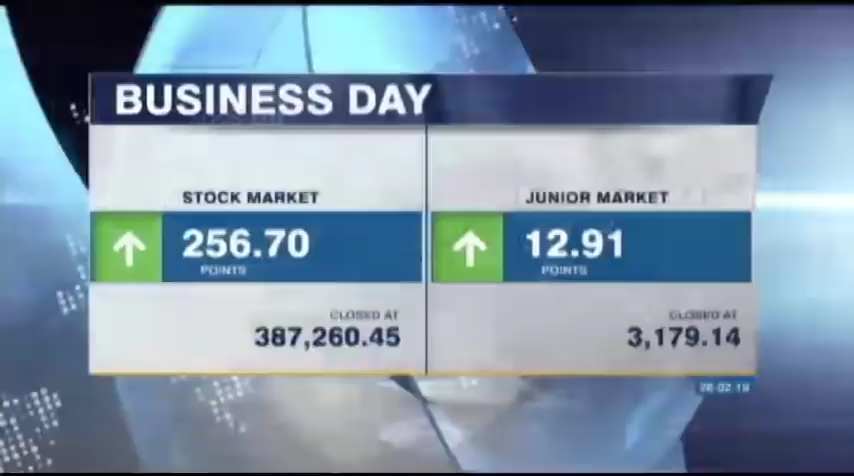 BUSINESS DAY
STOCK MARKET
256.70
POINTS
CLOSED AT
387,260.45
JUNIOR MARKET
12.91
POINTS
CLOSED AT
3,179.14